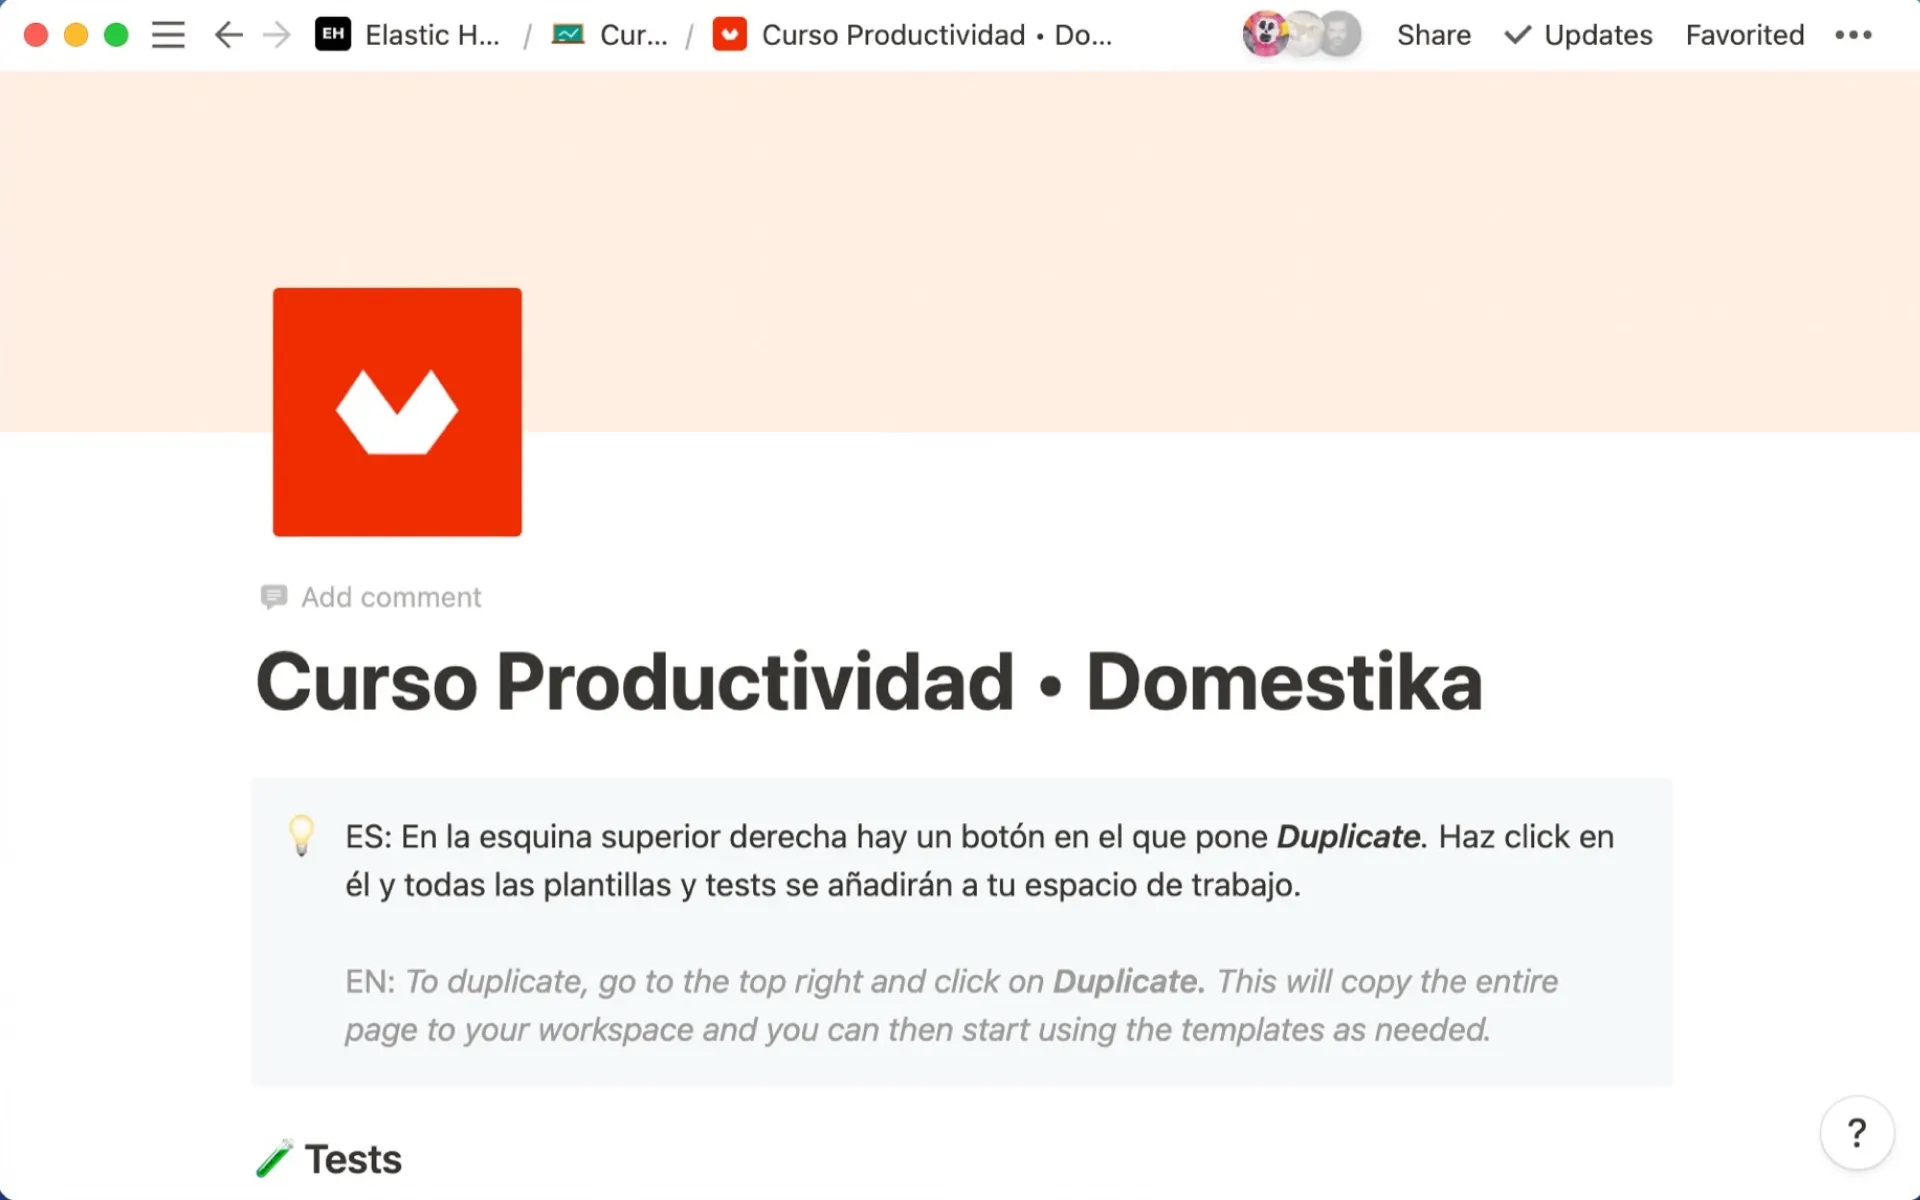 EH Elastic H... / Cur... / Curso Productividad • Do... Share Updates Favorited
Add comment
Curso Productividad • Domestika
ES: En la esquina superior derecha hay un botón en el que pone Duplicate. Haz click en
él y todas las plantillas y tests se añadirán a tu espacio de trabajo.
EN: To duplicate, go to the top right and click on Duplicate. This will copy the entire
page to your workspace and you can then start using the templates as needed.
Tests
?